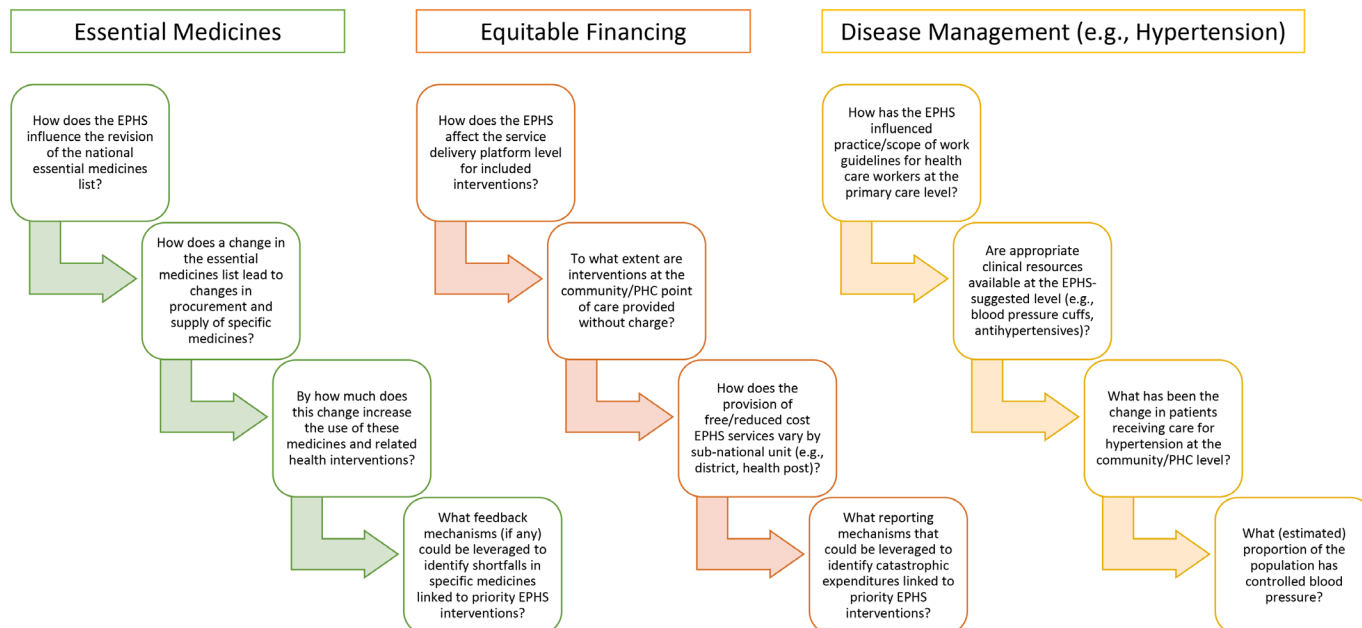 Essential Medicines
How does the EPHS
influence the revision
of the national
essential medicines
list?
How does a change in
the essential
medicines list lead to
changes in
procurement and
supply of specific
medicines?
By how much does
this change increase
the use of these
medicines and related
health interventions?
What feedback
mechanisms (if any)
could be leveraged to
identify shortfalls in
specific medicines
linked to priority EPHS
interventions?
Equitable Financing
How does the EPHS
affect the service
delivery platform level
for included
interventions?
To what extent are
interventions at the
community/PHC point
of care provided
without charge?
How does the
provision of
free/reduced cost
EPHS services vary by
sub-national unit (e.g.,
district, health post)?
What reporting
mechanisms that
could be leveraged to
identify catastrophic
expenditures linked to
priority EPHS
interventions?
Disease Management (e.g., Hypertension)
How has the EPHS
influenced
practice/scope of work
guidelines for health
care workers at the
primary care level?
Are appropriate
clinical resources
available at the EPHS-
suggested level (e.g.,
blood pressure cuffs,
antihypertensives)?
What has been the
change in patients
receiving care for
hypertension at the
community/PHC level?
What (estimated)
proportion of the
population has
controlled blood
pressure?